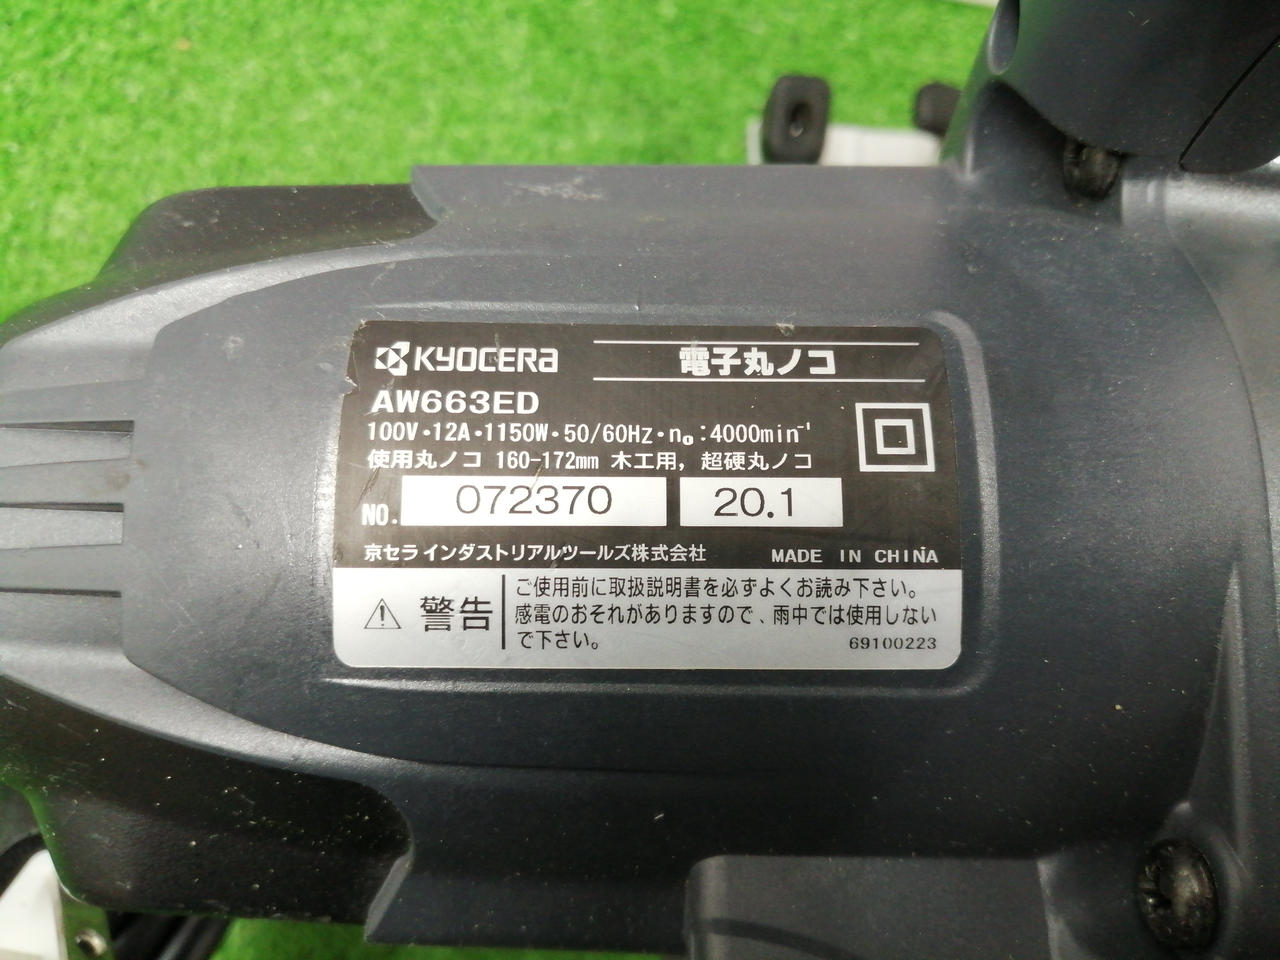 KYOCERA 電子丸ノコ
AW663ED
100V・12A・1150W・50/60Hz・n₀:4000min⁻¹
使用丸ノコ 160-172mm 木工用, 超硬丸ノコ
NO. 072370 20.1
京セラインダストリアルツールズ株式会社 MADE IN CHINA
警告
ご使用前に取扱説明書を必ずよくお読み下さい。
感電のおそれがありますので、雨中では使用しない
で下さい。
69100223